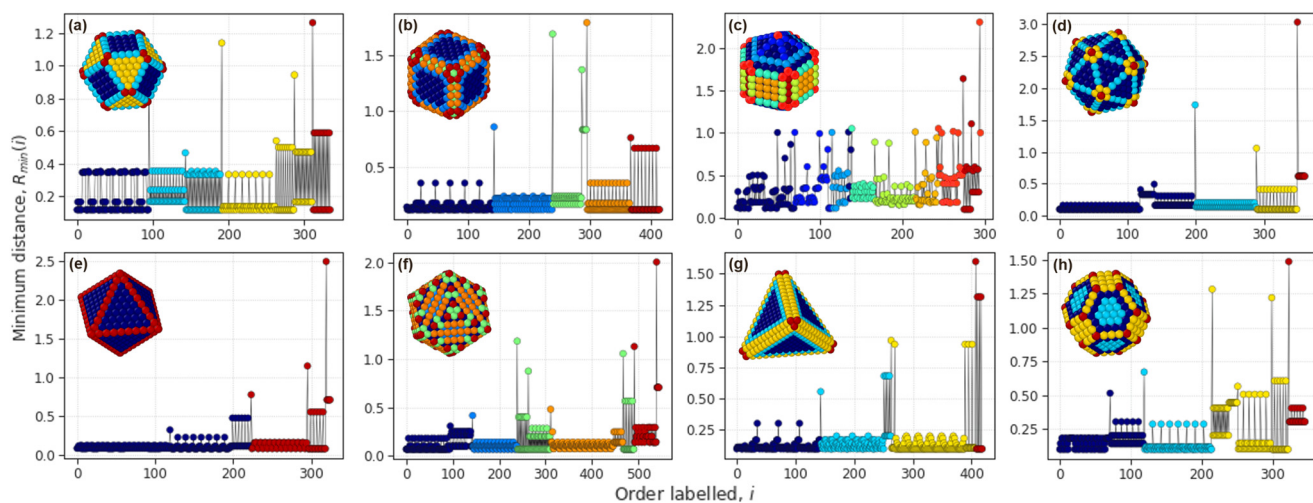 (a) (b) (c) (d)
1.2 1.0 0.8 0.6 0.4 0.2
1.5 1.0 0.5
2.0 1.5 1.0 0.5 0.0
3.0 2.5 2.0 1.5 1.0 0.5 0.0
0 100 200 300
0 100 200 300 400
0 100 200 300
0 100 200 300
Minimum distance, R_min(i)
(e) (f) (g) (h)
2.5 2.0 1.5 1.0 0.5 0.0
2.0 1.5 1.0 0.5 0.0
1.50 1.25 1.00 0.75 0.50 0.25
1.50 1.25 1.00 0.75 0.50 0.25
0 100 200 300
0 100 200 300 400 500
0 100 200 300 400
0 100 200 300
Order labelled, i